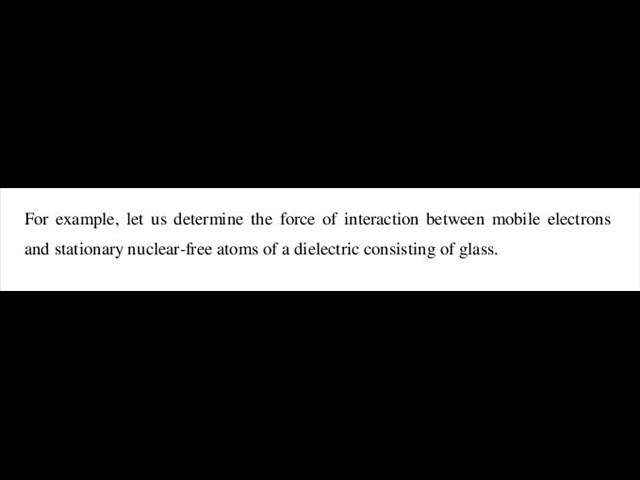 For example, let us determine the force of interaction between mobile electrons
and stationary nuclear-free atoms of a dielectric consisting of glass.